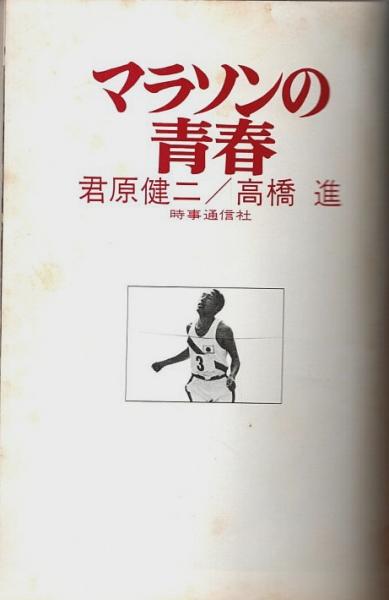 マラソンの
青春
君原健二／高橋 進
時事通信社
3